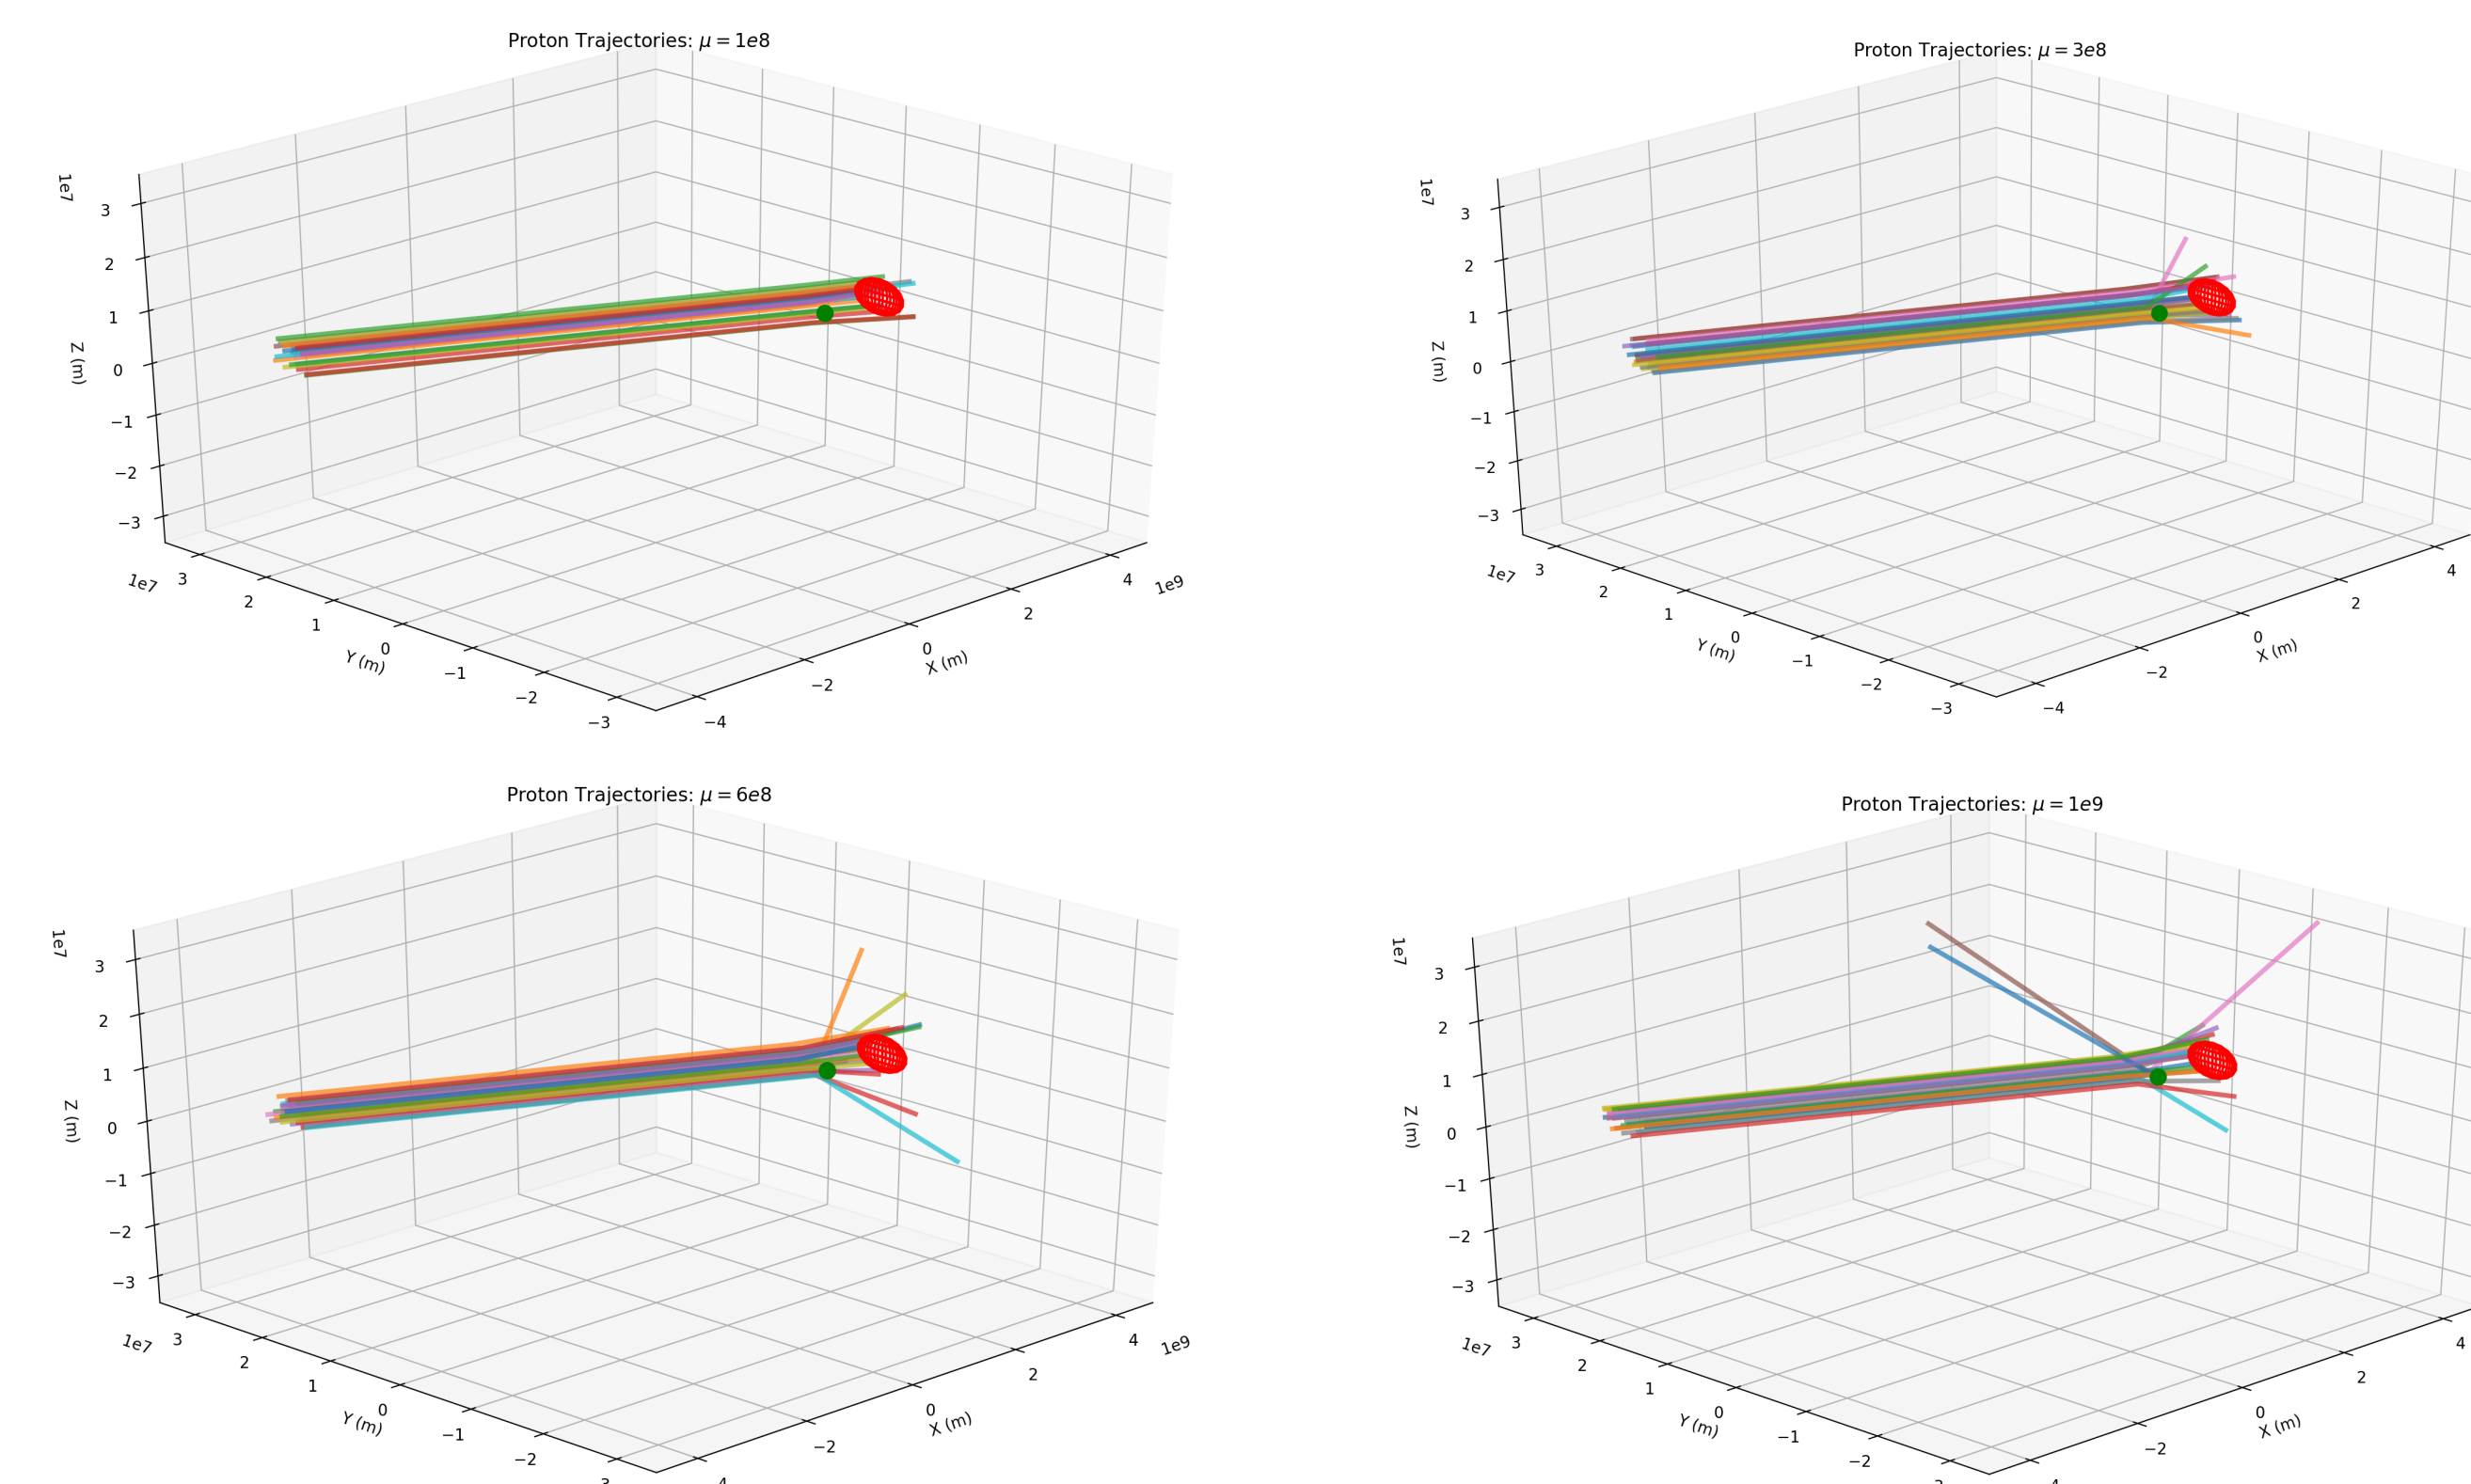 Proton Trajectories: μ = 1e8
1e7
3
2
1
0
−1
−2
−3
Z (m)
1e7
3
2
1
0
−1
−2
−3
Y (m)
−4
−2
0
2
4
1e9
X (m)
Proton Trajectories: μ = 3e8
1e7
3
2
1
0
−1
−2
−3
Z (m)
1e7
3
2
1
0
−1
−2
−3
Y (m)
−4
−2
0
2
4
X (m)
Proton Trajectories: μ = 6e8
1e7
3
2
1
0
−1
−2
−3
Z (m)
1e7
3
2
1
0
−1
−2
Y (m)
−2
0
2
4
1e9
X (m)
Proton Trajectories: μ = 1e9
1e7
3
2
1
0
−1
−2
−3
Z (m)
1e7
3
2
1
0
−1
−2
Y (m)
−2
0
2
4
X (m)